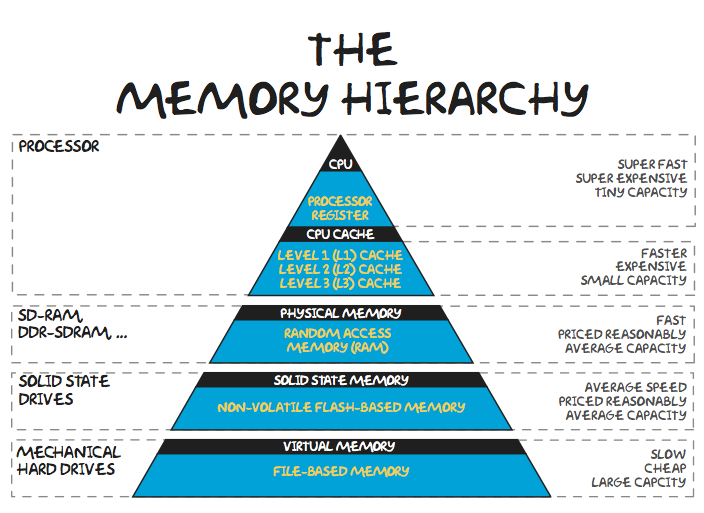 THE
MEMORY HIERARCHY
PROCESSOR
CPU
SUPER FAST
SUPER EXPENSIVE
TINY CAPACITY
PROCESSOR
REGISTER
CPU CACHE
LEVEL 1 (L1) CACHE
LEVEL 2 (L2) CACHE
LEVEL 3 (L3) CACHE
FASTER
EXPENSIVE
SMALL CAPACITY
SD-RAM,
DDR-SDRAM, ...
PHYSICAL MEMORY
RANDOM ACCESS
MEMORY (RAM)
FAST
PRICED REASONABLY
AVERAGE CAPACITY
SOLID STATE
DRIVES
SOLID STATE MEMORY
NON-VOLATILE FLASH-BASED MEMORY
AVERAGE SPEED
PRICED REASONABLY
AVERAGE CAPACITY
MECHANICAL
HARD DRIVES
VIRTUAL MEMORY
FILE-BASED MEMORY
SLOW
CHEAP
LARGE CAPCITY